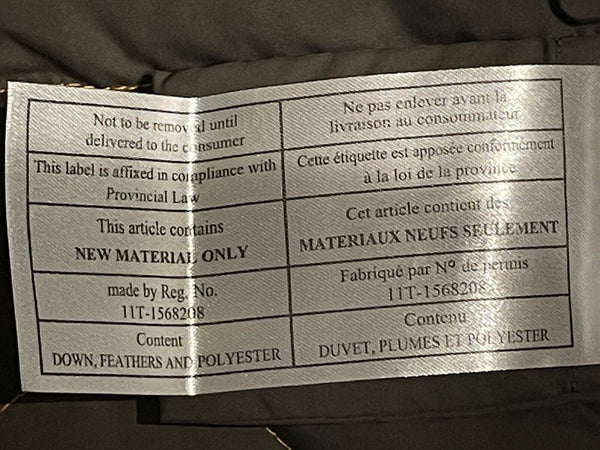 Not to be removed until
delivered to the consumer
This label is affixed in compliance with
Provincial Law
This article contains
NEW MATERIAL ONLY
made by Reg. No.
11T-1568208
Content
DOWN, FEATHERS AND POLYESTER
Ne pas enlever avant la
livraison au consommateur
Cette étiquette est apposée conformément
à la loi de la province
Cet article contient des
MATERIAUX NEUFS SEULEMENT
Fabriqué par Nº de permis
11T-1568208
Contenu
DUVET, PLUMES ET POLYESTER